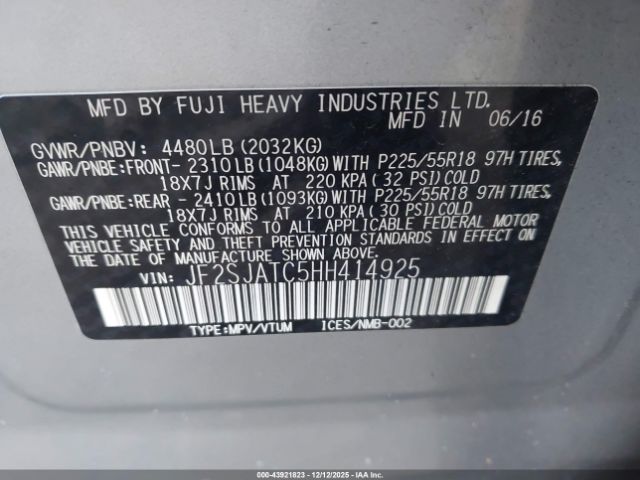 MFD BY FUJI HEAVY INDUSTRIES LTD.
MFD IN 06/16
GVWR/PNBV: 4480LB(2032KG)
GAWR/PNBE:FRONT- 2310LB(1048KG)WITH P225/55R18 97H TIRES,
18X7J RIMS AT 220 KPA(32 PSI)COLD
GAWR/PNBE:REAR - 2410LB(1093KG)WITH P225/55R18 97H TIRES,
18X7J RIMS AT 210 KPA(30 PSI)COLD
THIS VEHICLE CONFORMS TO ALL APPLICABLE FEDERAL MOTOR
VEHICLE SAFETY AND THEFT PREVENTION STANDARDS IN
EFFECT ON THE DATE OF MANUFACTURE SHOWN ABOVE.
VIN: JF2SJATC5HH414925
TYPE:MPV/VTUM ICES/NMB-002
000-43921823 - 12/12/2025 - IAAI.COM